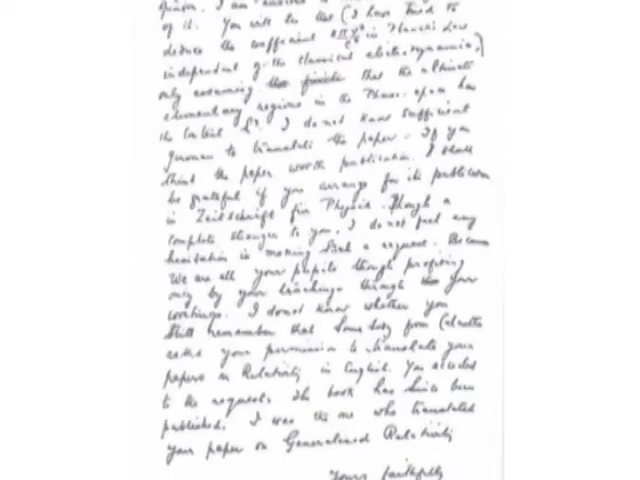 opinion. I am anxious to
of it. You will see that I have tried to
deduce the coefficient 8πν²/c³ in Planck's Law
independent of the classical electrodynamics,
only assuming that the ultimate
elementary regions in the Phase-space has
the content h³. I do not know sufficient
German to translate the paper. If you
think the paper worth publication, I shall
be grateful if you arrange for its publication
in Zeitschrift für Physik. Though a
complete stranger to you, I do not feel any
hesitation in making such a request. Because
We are all your pupils though profiting
only by your teachings through your
writings. I do not know whether you
still remember that Somebody from Calcutta
asked your permission to translate your
papers on Relativity in English. You acceded
to the request. The book has since been
published. I was the one who translated
your paper on Generalised Relativity
Yours faithfully